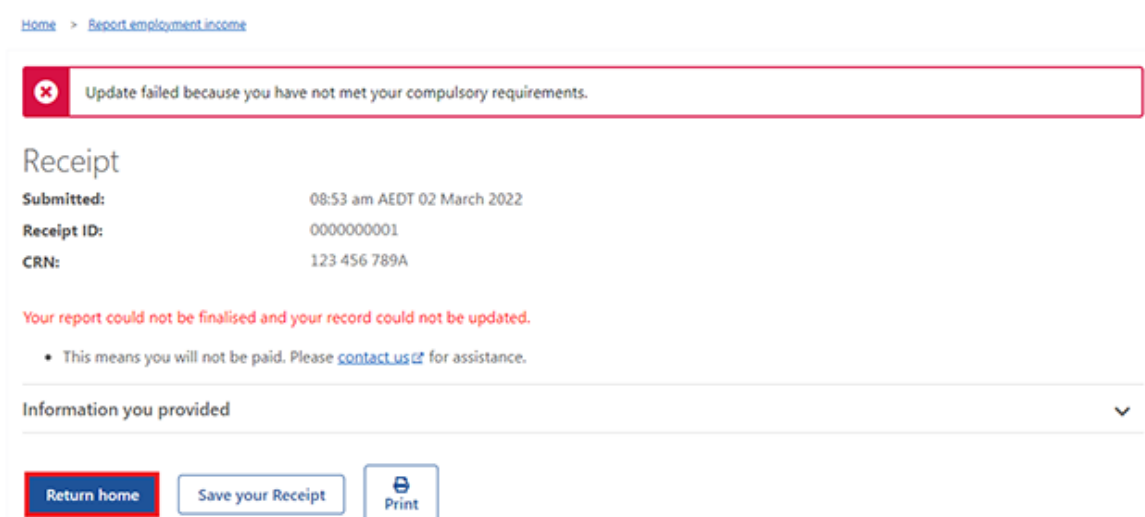 Home > Report employment income
Update failed because you have not met your compulsory requirements.
Receipt
Submitted: 08:53 am AEDT 02 March 2022
Receipt ID: 0000000001
CRN: 123 456 789A
Your report could not be finalised and your record could not be updated.
• This means you will not be paid. Please contact us for assistance.
Information you provided
Return home Save your Receipt Print